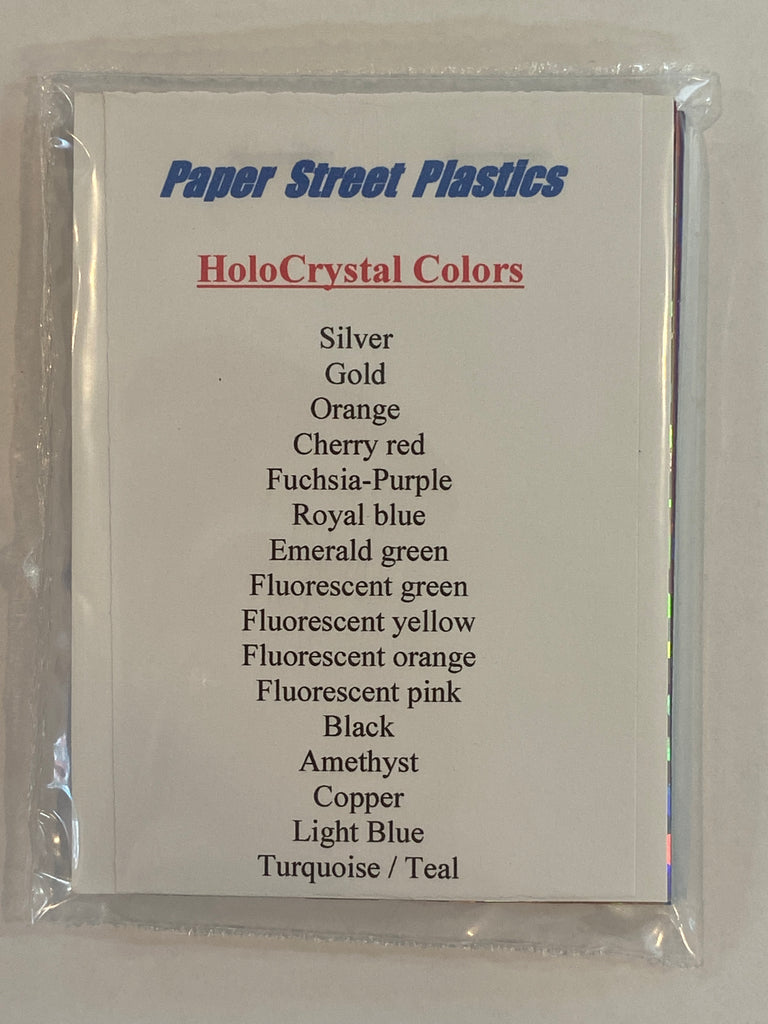 Paper Street Plastics
HoloCrystal Colors
Silver
Gold
Orange
Cherry red
Fuchsia-Purple
Royal blue
Emerald green
Fluorescent green
Fluorescent yellow
Fluorescent orange
Fluorescent pink
Black
Amethyst
Copper
Light Blue
Turquoise / Teal